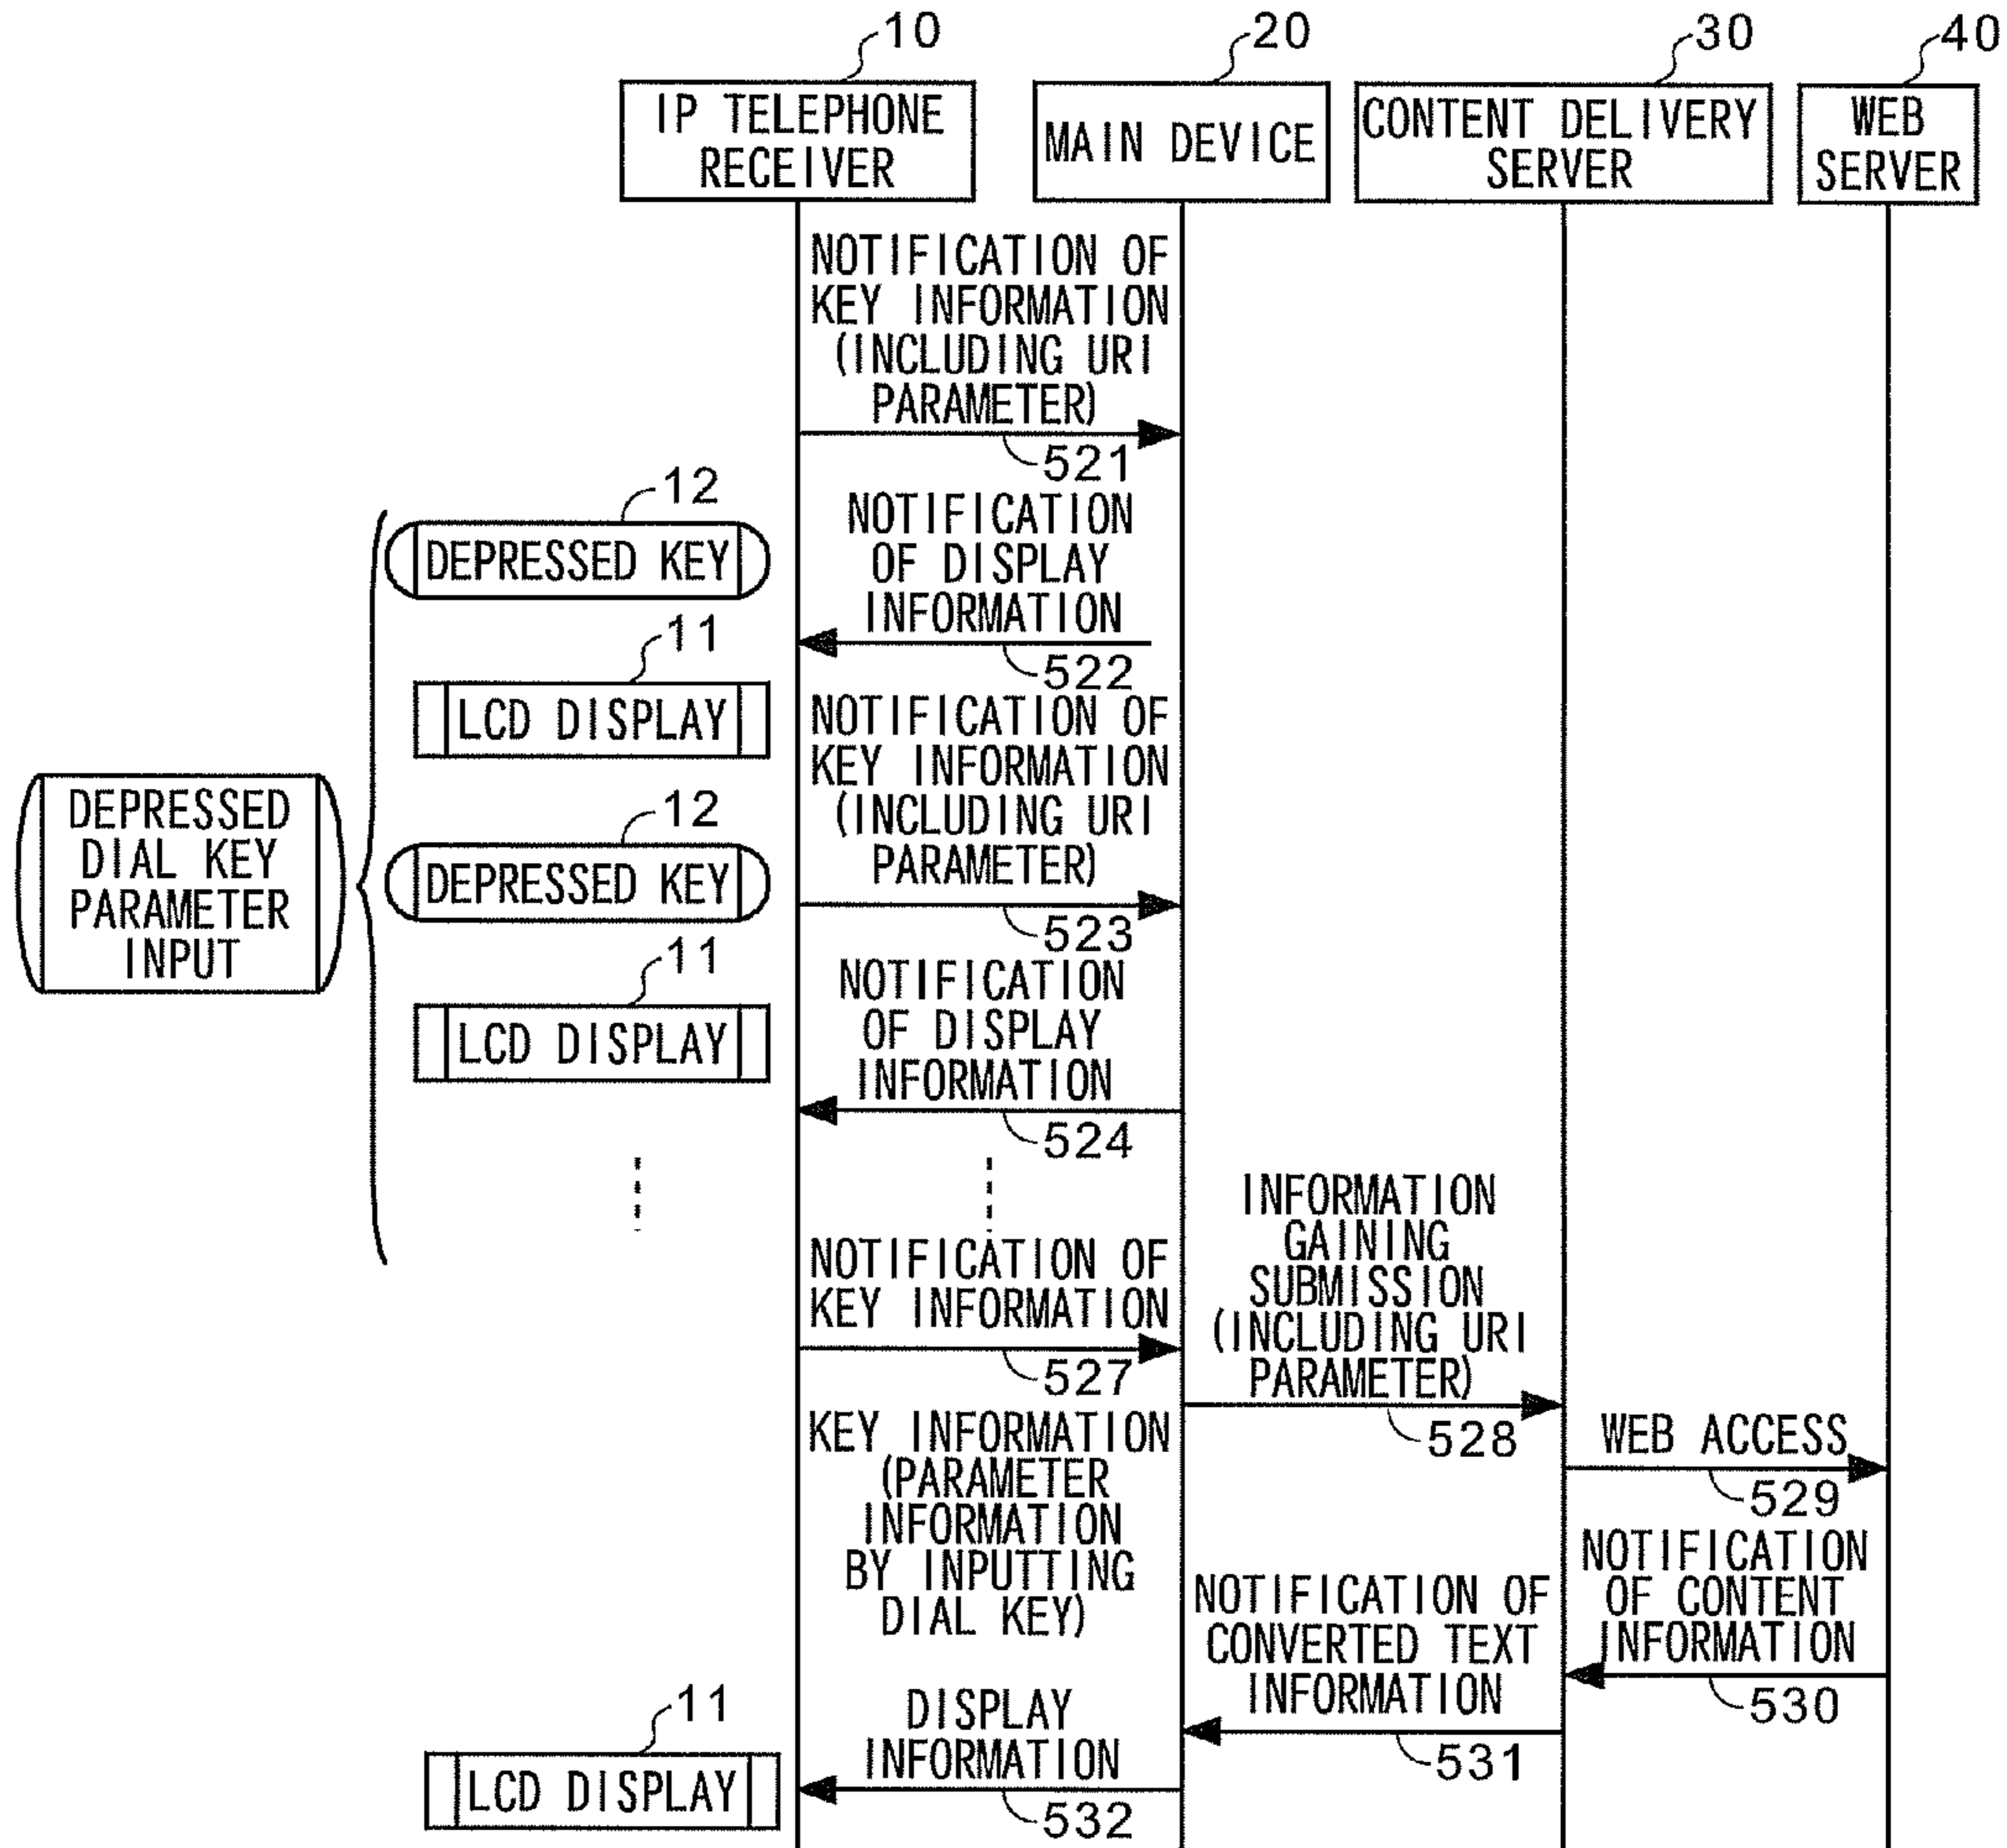 10
20
30
40
IP TELEPHONE
RECEIVER
MAIN DEVICE
CONTENT DELIVERY
SERVER
WEB
SERVER
NOTIFICATION OF
KEY INFORMATION
(INCLUDING URI
PARAMETER)
521
12
DEPRESSED KEY
NOTIFICATION
OF DISPLAY
INFORMATION
522
11
LCD DISPLAY
NOTIFICATION OF
KEY INFORMATION
(INCLUDING URI
PARAMETER)
523
DEPRESSED
DIAL KEY
PARAMETER
INPUT
12
DEPRESSED KEY
11
LCD DISPLAY
NOTIFICATION
OF DISPLAY
INFORMATION
524
NOTIFICATION OF
KEY INFORMATION
527
INFORMATION
GAINING
SUBMISSION
(INCLUDING URI
PARAMETER)
528
KEY INFORMATION
(PARAMETER
INFORMATION
BY INPUTTING
DIAL KEY)
WEB ACCESS
529
NOTIFICATION
OF CONTENT
INFORMATION
530
NOTIFICATION OF
CONVERTED TEXT
INFORMATION
531
DISPLAY
INFORMATION
532
11
LCD DISPLAY